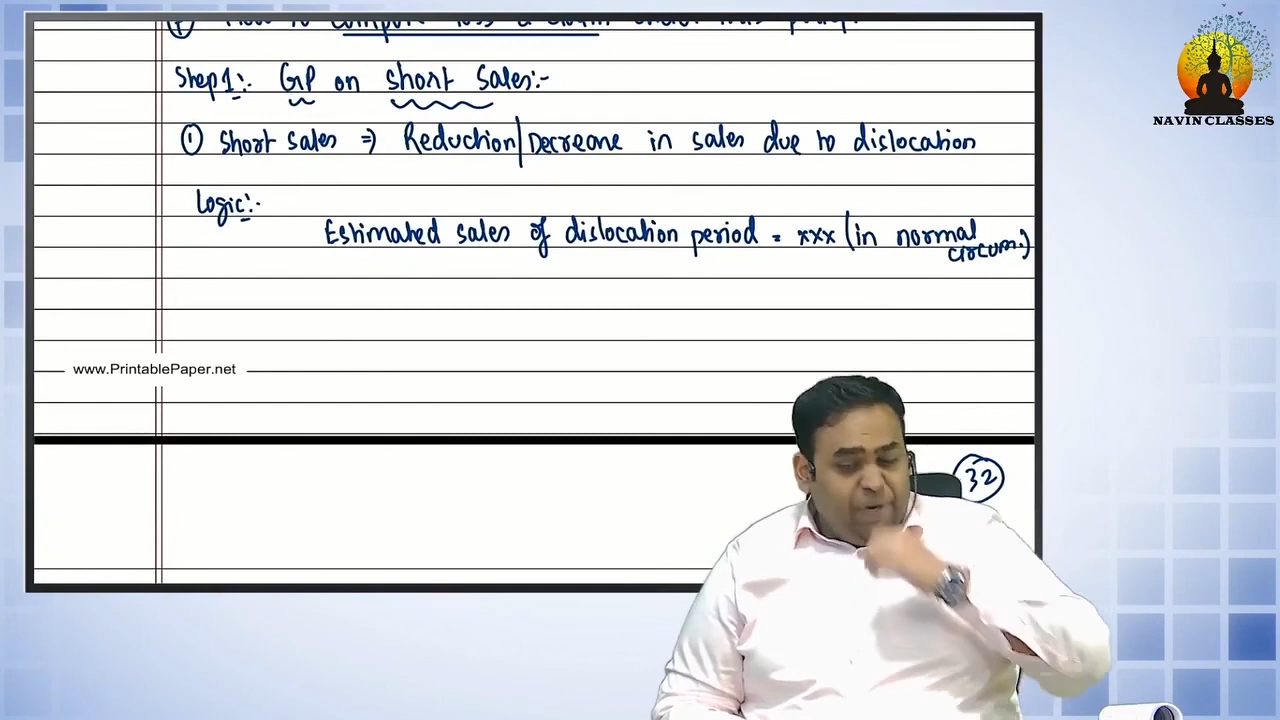 Step 1:- GP on short sales:-
① short sales ⇒ Reduction/Decrease in sales due to dislocation
Logic:-
Estimated sales of dislocation period = xxx (in normal circum.)
www.PrintablePaper.net
32
NAVIN CLASSES